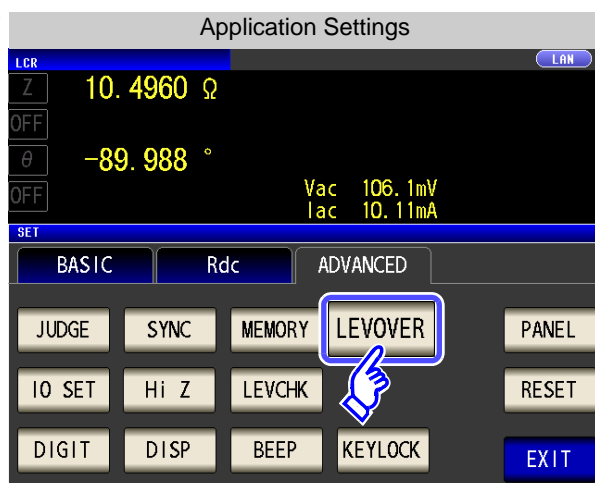 Application Settings
LCR LAN
Z 10.4960 Ω
OFF
θ -89.988 °
OFF Vac 106.1mV
Iac 10.11mA
SET
BASIC Rdc ADVANCED
JUDGE SYNC MEMORY LEVOVER PANEL
IO SET Hi Z LEVCHK RESET
DIGIT DISP BEEP KEYLOCK EXIT